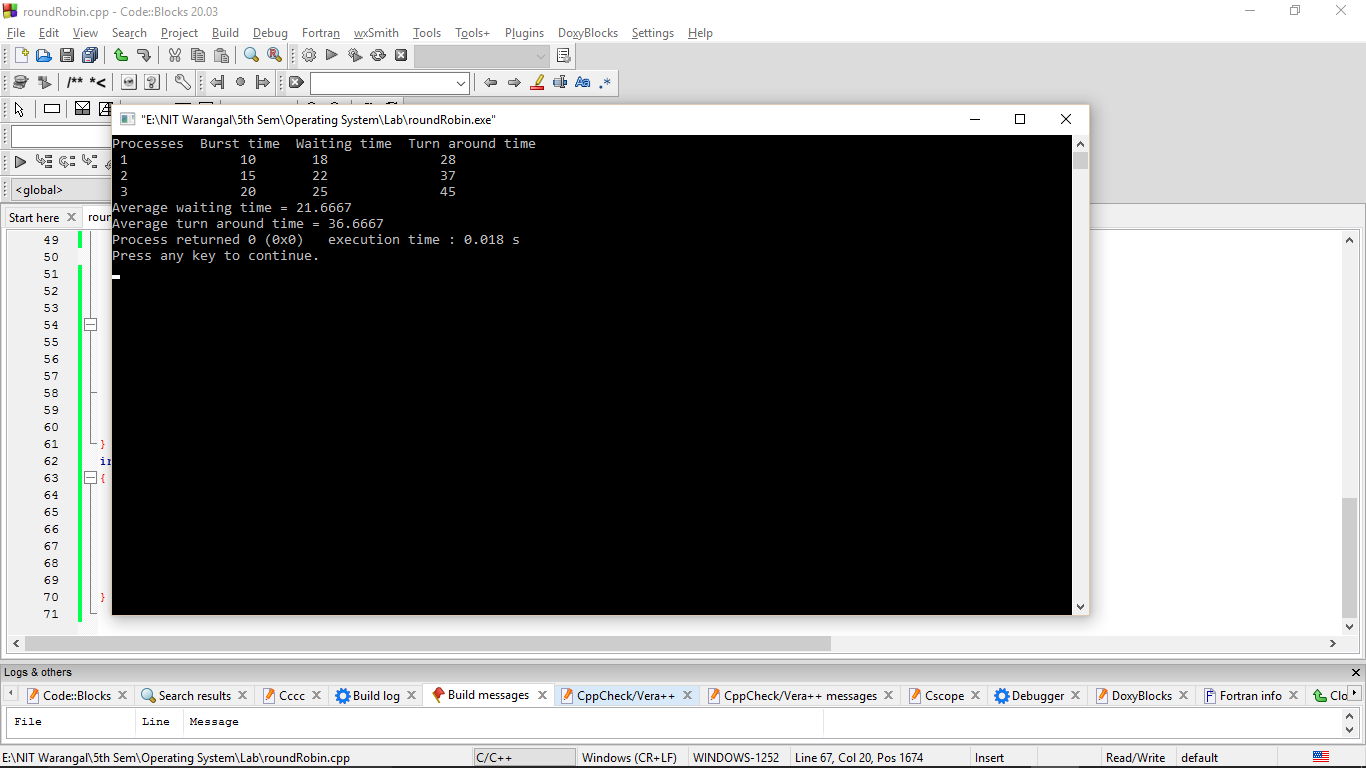 roundRobin.cpp - Code::Blocks 20.03
File Edit View Search Project Build Debug Fortran wxSmith Tools Tools+ Plugins DoxyBlocks Settings Help
/** *<
<global>
"E:\NIT Warangal\5th Sem\Operating System\Lab\roundRobin.exe"
Processes Burst time Waiting time Turn around time
1 10 18 28
2 15 22 37
3 20 25 45
Average waiting time = 21.6667
Average turn around time = 36.6667
Process returned 0 (0x0) execution time : 0.018 s
Press any key to continue.
Start here
49
50
51
52
53
54
55
56
57
58
59
60
61 }
62
63 {
64
65
66
67
68
69
70 }
71
Logs & others
Code::Blocks Search results Cccc Build log Build messages CppCheck/Vera++ CppCheck/Vera++ messages Cscope Debugger DoxyBlocks Fortran info Clo
File Line Message
E:\NIT Warangal\5th Sem\Operating System\Lab\roundRobin.cpp C/C++ Windows (CR+LF) WINDOWS-1252 Line 67, Col 20, Pos 1674 Insert Read/Write default